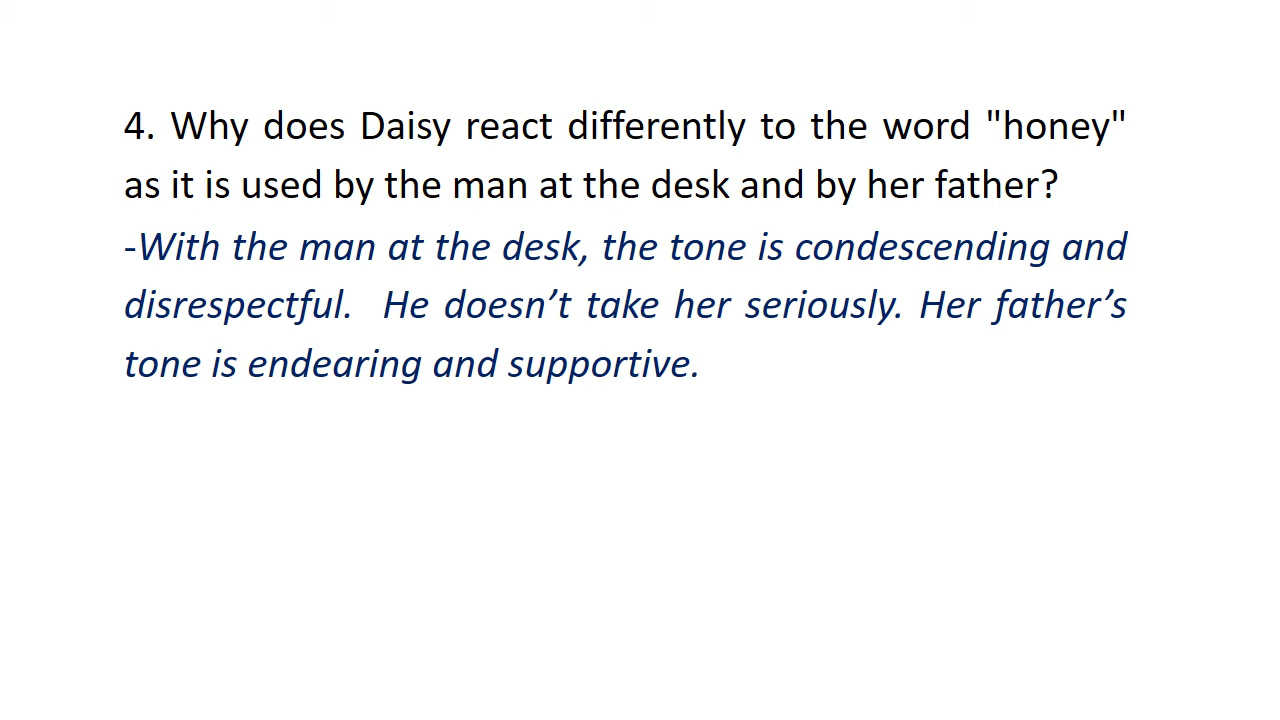 4. Why does Daisy react differently to the word "honey"
as it is used by the man at the desk and by her father?
-With the man at the desk, the tone is condescending and
disrespectful.  He doesn’t take her seriously. Her father’s
tone is endearing and supportive.